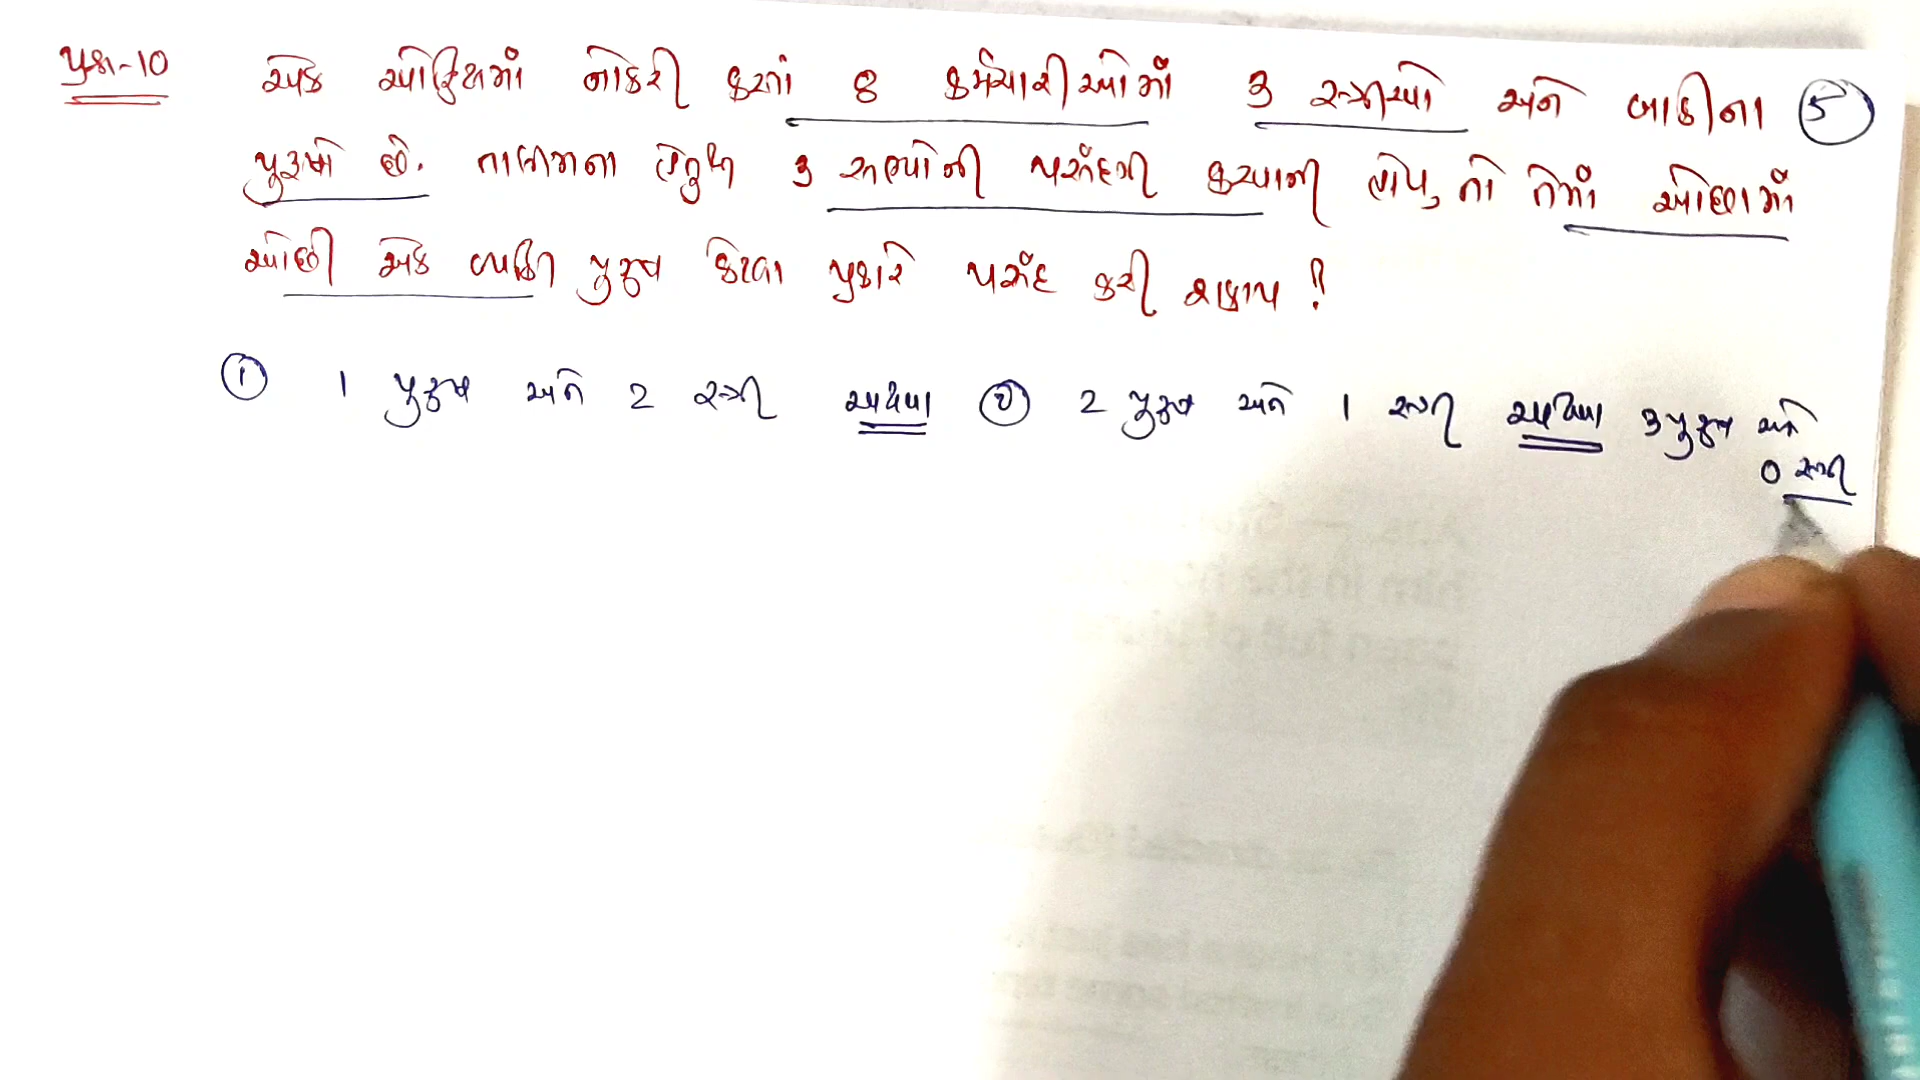 પ્રશ્ન-10 એક ઓફિસમાં નોકરી કરતાં 8 કર્મચારીઓમાં 3 સ્ત્રીઓ અને બાકીના 5
પુરૂષો છે. તાલીમના હેતુથી 3 સભ્યોની પસંદગી કરવાની હોય, તો તેમાં ઓછામાં
ઓછી એક વ્યક્તિ પુરુષ કેટલા પ્રકારે પસંદ કરી શકાય ?
① 1 પુરુષ અને 2 સ્ત્રી અથવા ② 2 પુરુષ અને 1 સ્ત્રી અથવા 3 પુરુષ અને
0 સ્ત્રી